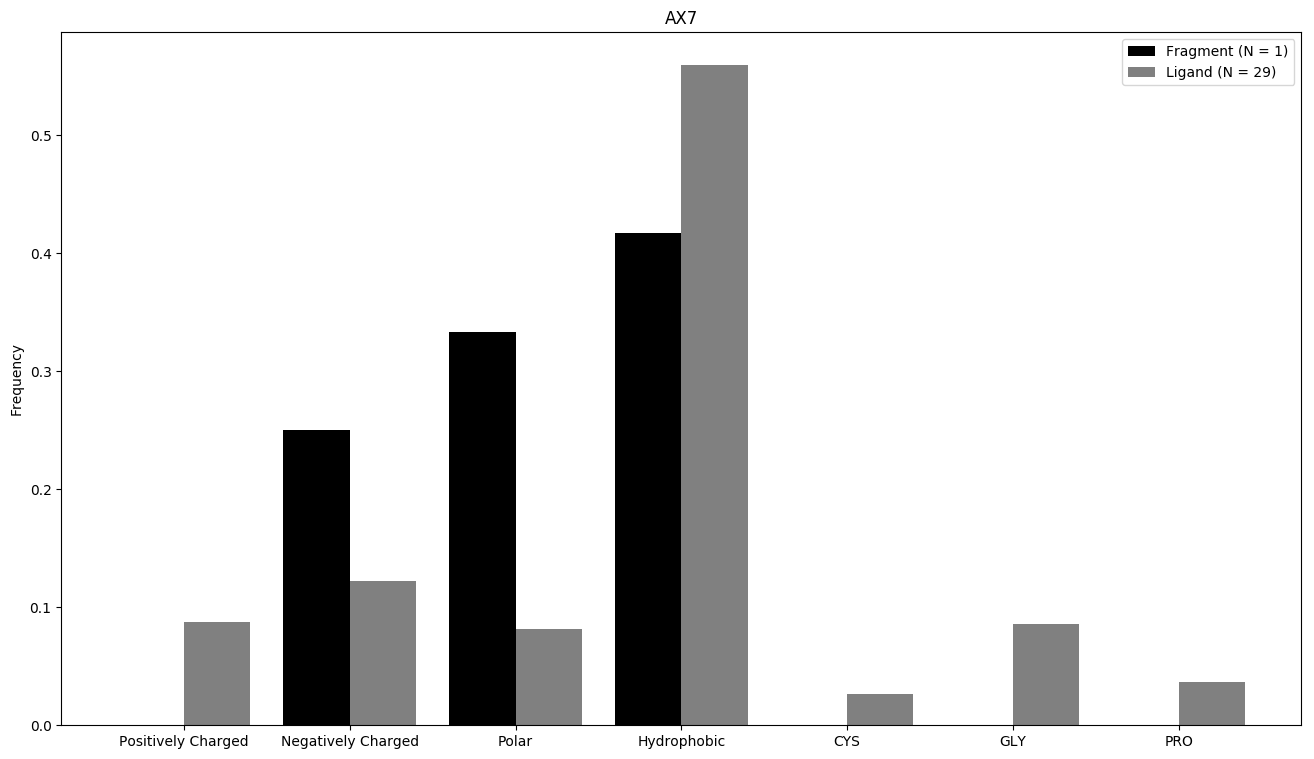 AX7
Fragment (N = 1)
Ligand (N = 29)
Frequency
0.5
0.4
0.3
0.2
0.1
0.0
Positively Charged
Negatively Charged
Polar
Hydrophobic
CYS
GLY
PRO